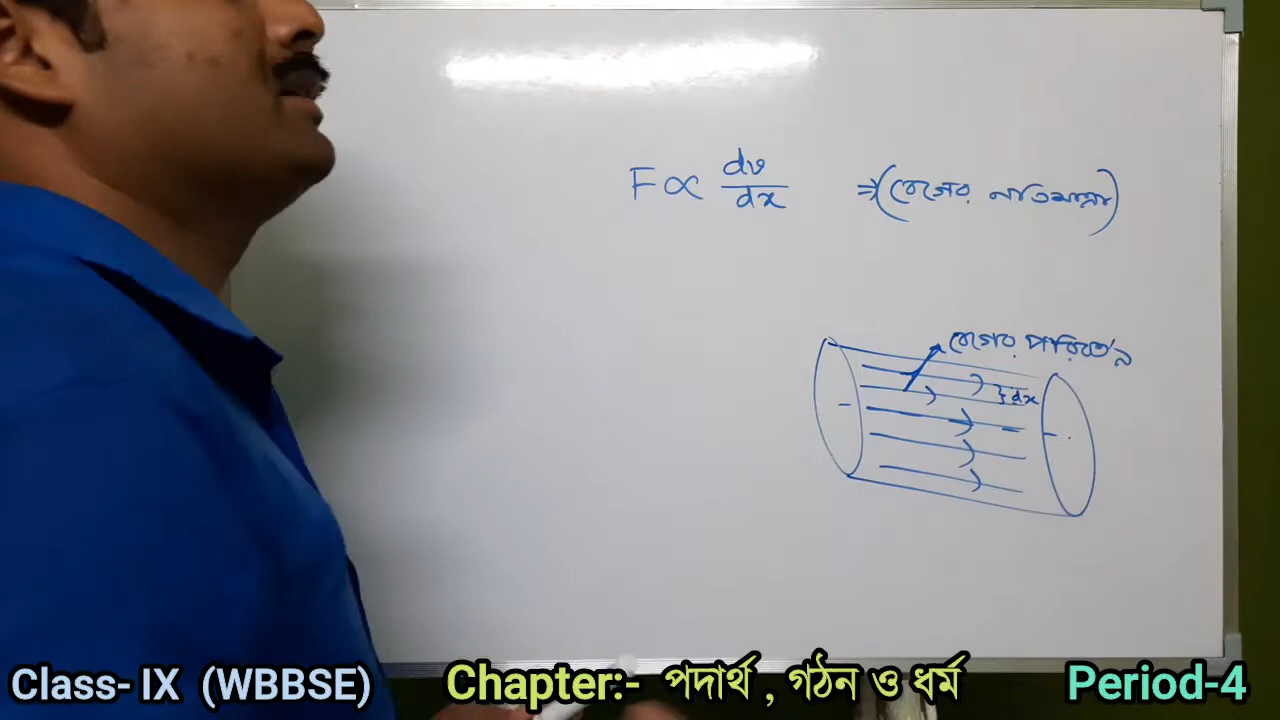 F ∝ dv/dx ⇒ (বেগের নতিমাত্রা)
বেগের পরিবর্তন
} dx
Class- IX (WBBSE) Chapter:- পদার্থ , গঠন ও ধর্ম Period-4